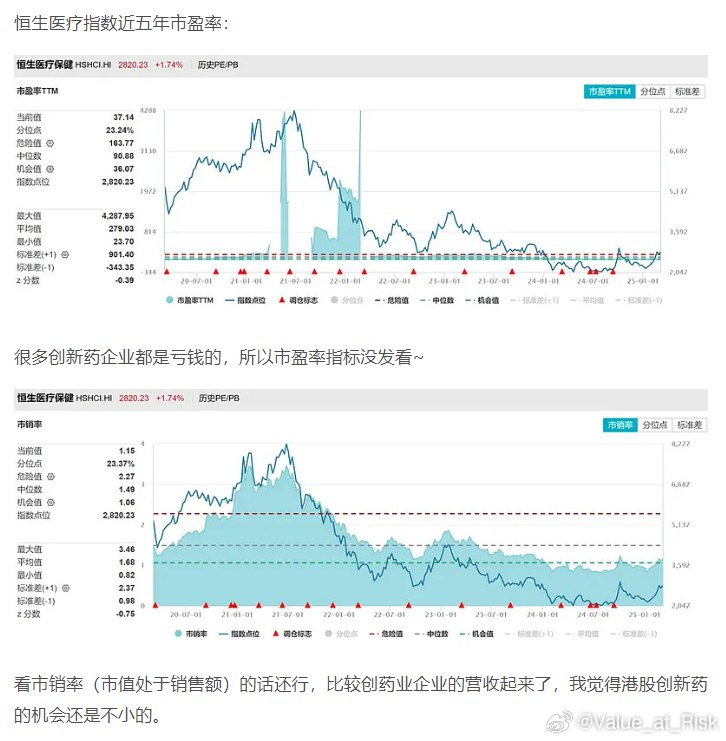 恒生医疗指数近五年市盈率：
恒生医疗保健 HSHCI.HI 2820.23 +1.74% 历史PE/PB
市盈率TTM
市盈率TTM 分位点 标准差
当前值 37.14
分位点 23.24%
危险值 163.77
中位数 90.88
机会值 36.07
指数点位 2,820.23
最大值 4,287.95
平均值 279.03
最小值 23.70
标准差(+1) 901.40
标准差(-1) -343.35
z 分数 -0.39
4288 8,227
3130 6,682
1972 5,137
814 3,592
-344 2,047
20-07-01 21-01-01 21-07-01 22-01-01 22-07-01 23-01-01 23-07-01 24-01-01 24-07-01 25-01-01
市盈率TTM 指数点位 调仓标志 分位点 危险值 中位数 机会值 标准差(+1) 平均值 标准差(-1)
很多创新药企业都是亏钱的，所以市盈率指标没发看~
恒生医疗保健 HSHCI.HI 2820.23 +1.74% 历史PE/PB
市销率
市销率 分位点 标准差
当前值 1.15
分位点 23.37%
危险值 2.27
中位数 1.49
机会值 1.06
指数点位 2,820.23
最大值 3.46
平均值 1.68
最小值 0.82
标准差(+1) 2.37
标准差(-1) 0.98
z 分数 -0.75
4 8,227
3 6,682
5,137
1 3,592
0 2,047
20-07-01 21-01-01 21-07-01 22-01-01 22-07-01 23-01-01 23-07-01 24-01-01 24-07-01 25-01-01
市销率 指数点位 调仓标志 分位点 危险值 中位数 机会值 标准差(+1) 平均值 标准差(-1)
看市销率（市值处于销售额）的话还行，比较创药业企业的营收起来了，我觉得港股创新药
的机会还是不小的。
@Value_at_Risk